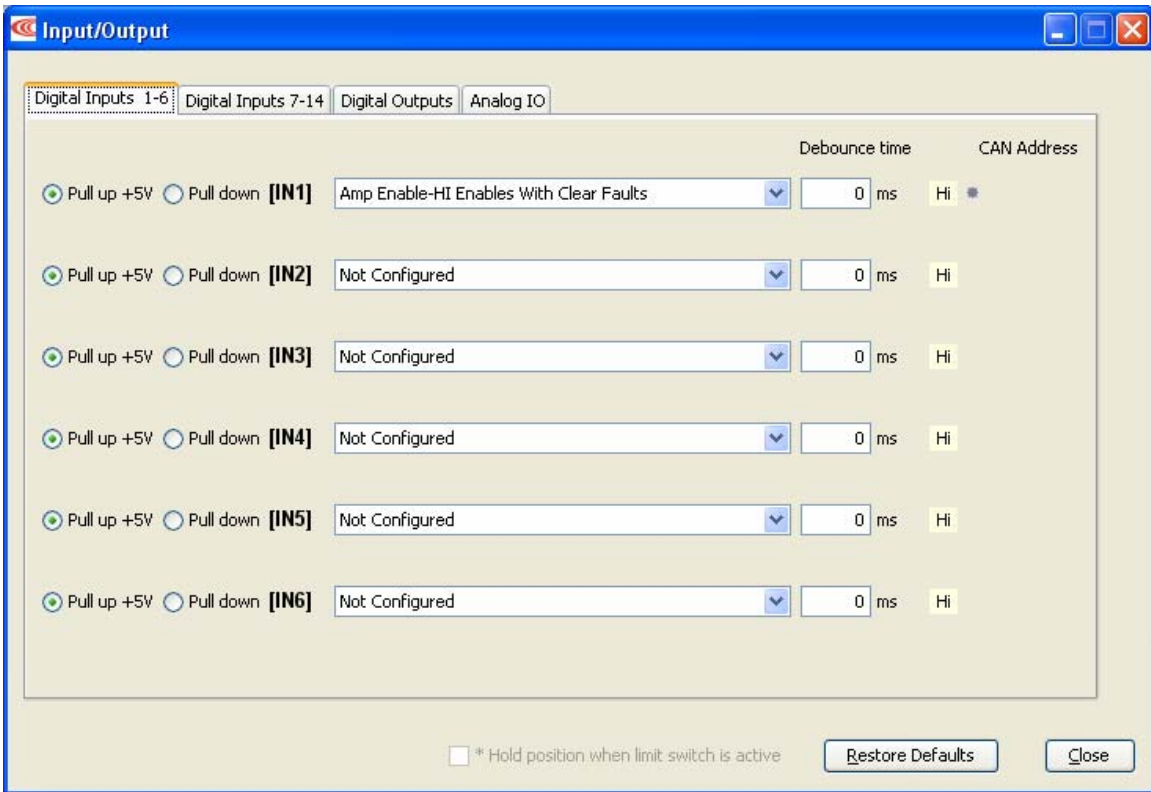 Input/Output
Digital Inputs 1-6 Digital Inputs 7-14 Digital Outputs Analog IO
Debounce time CAN Address
Pull up +5V Pull down [IN1] Amp Enable-HI Enables With Clear Faults 0 ms Hi
Pull up +5V Pull down [IN2] Not Configured 0 ms Hi
Pull up +5V Pull down [IN3] Not Configured 0 ms Hi
Pull up +5V Pull down [IN4] Not Configured 0 ms Hi
Pull up +5V Pull down [IN5] Not Configured 0 ms Hi
Pull up +5V Pull down [IN6] Not Configured 0 ms Hi
* Hold position when limit switch is active Restore Defaults Close